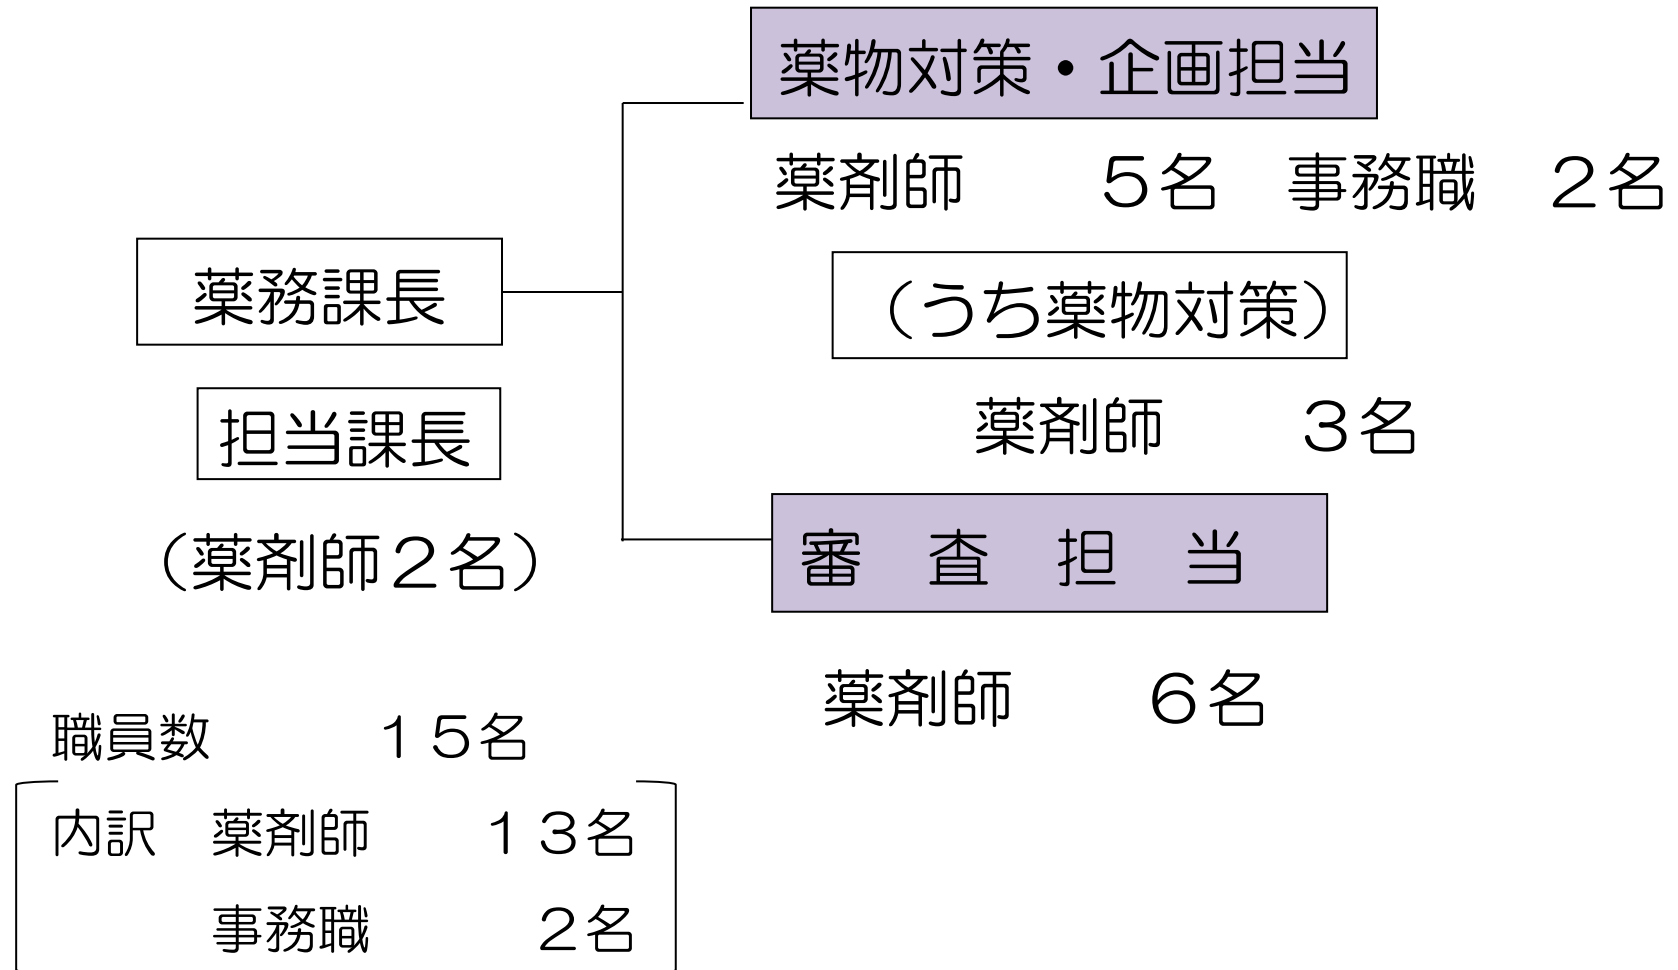 薬物対策・企画担当
薬剤師　　５名　事務職　２名
薬務課長
（うち薬物対策）
担当課長
薬剤師　　３名
（薬剤師２名）
審　査　担　当
薬剤師　　６名
職員数　　　１５名
内訳　薬剤師　　１３名
事務職　　　２名